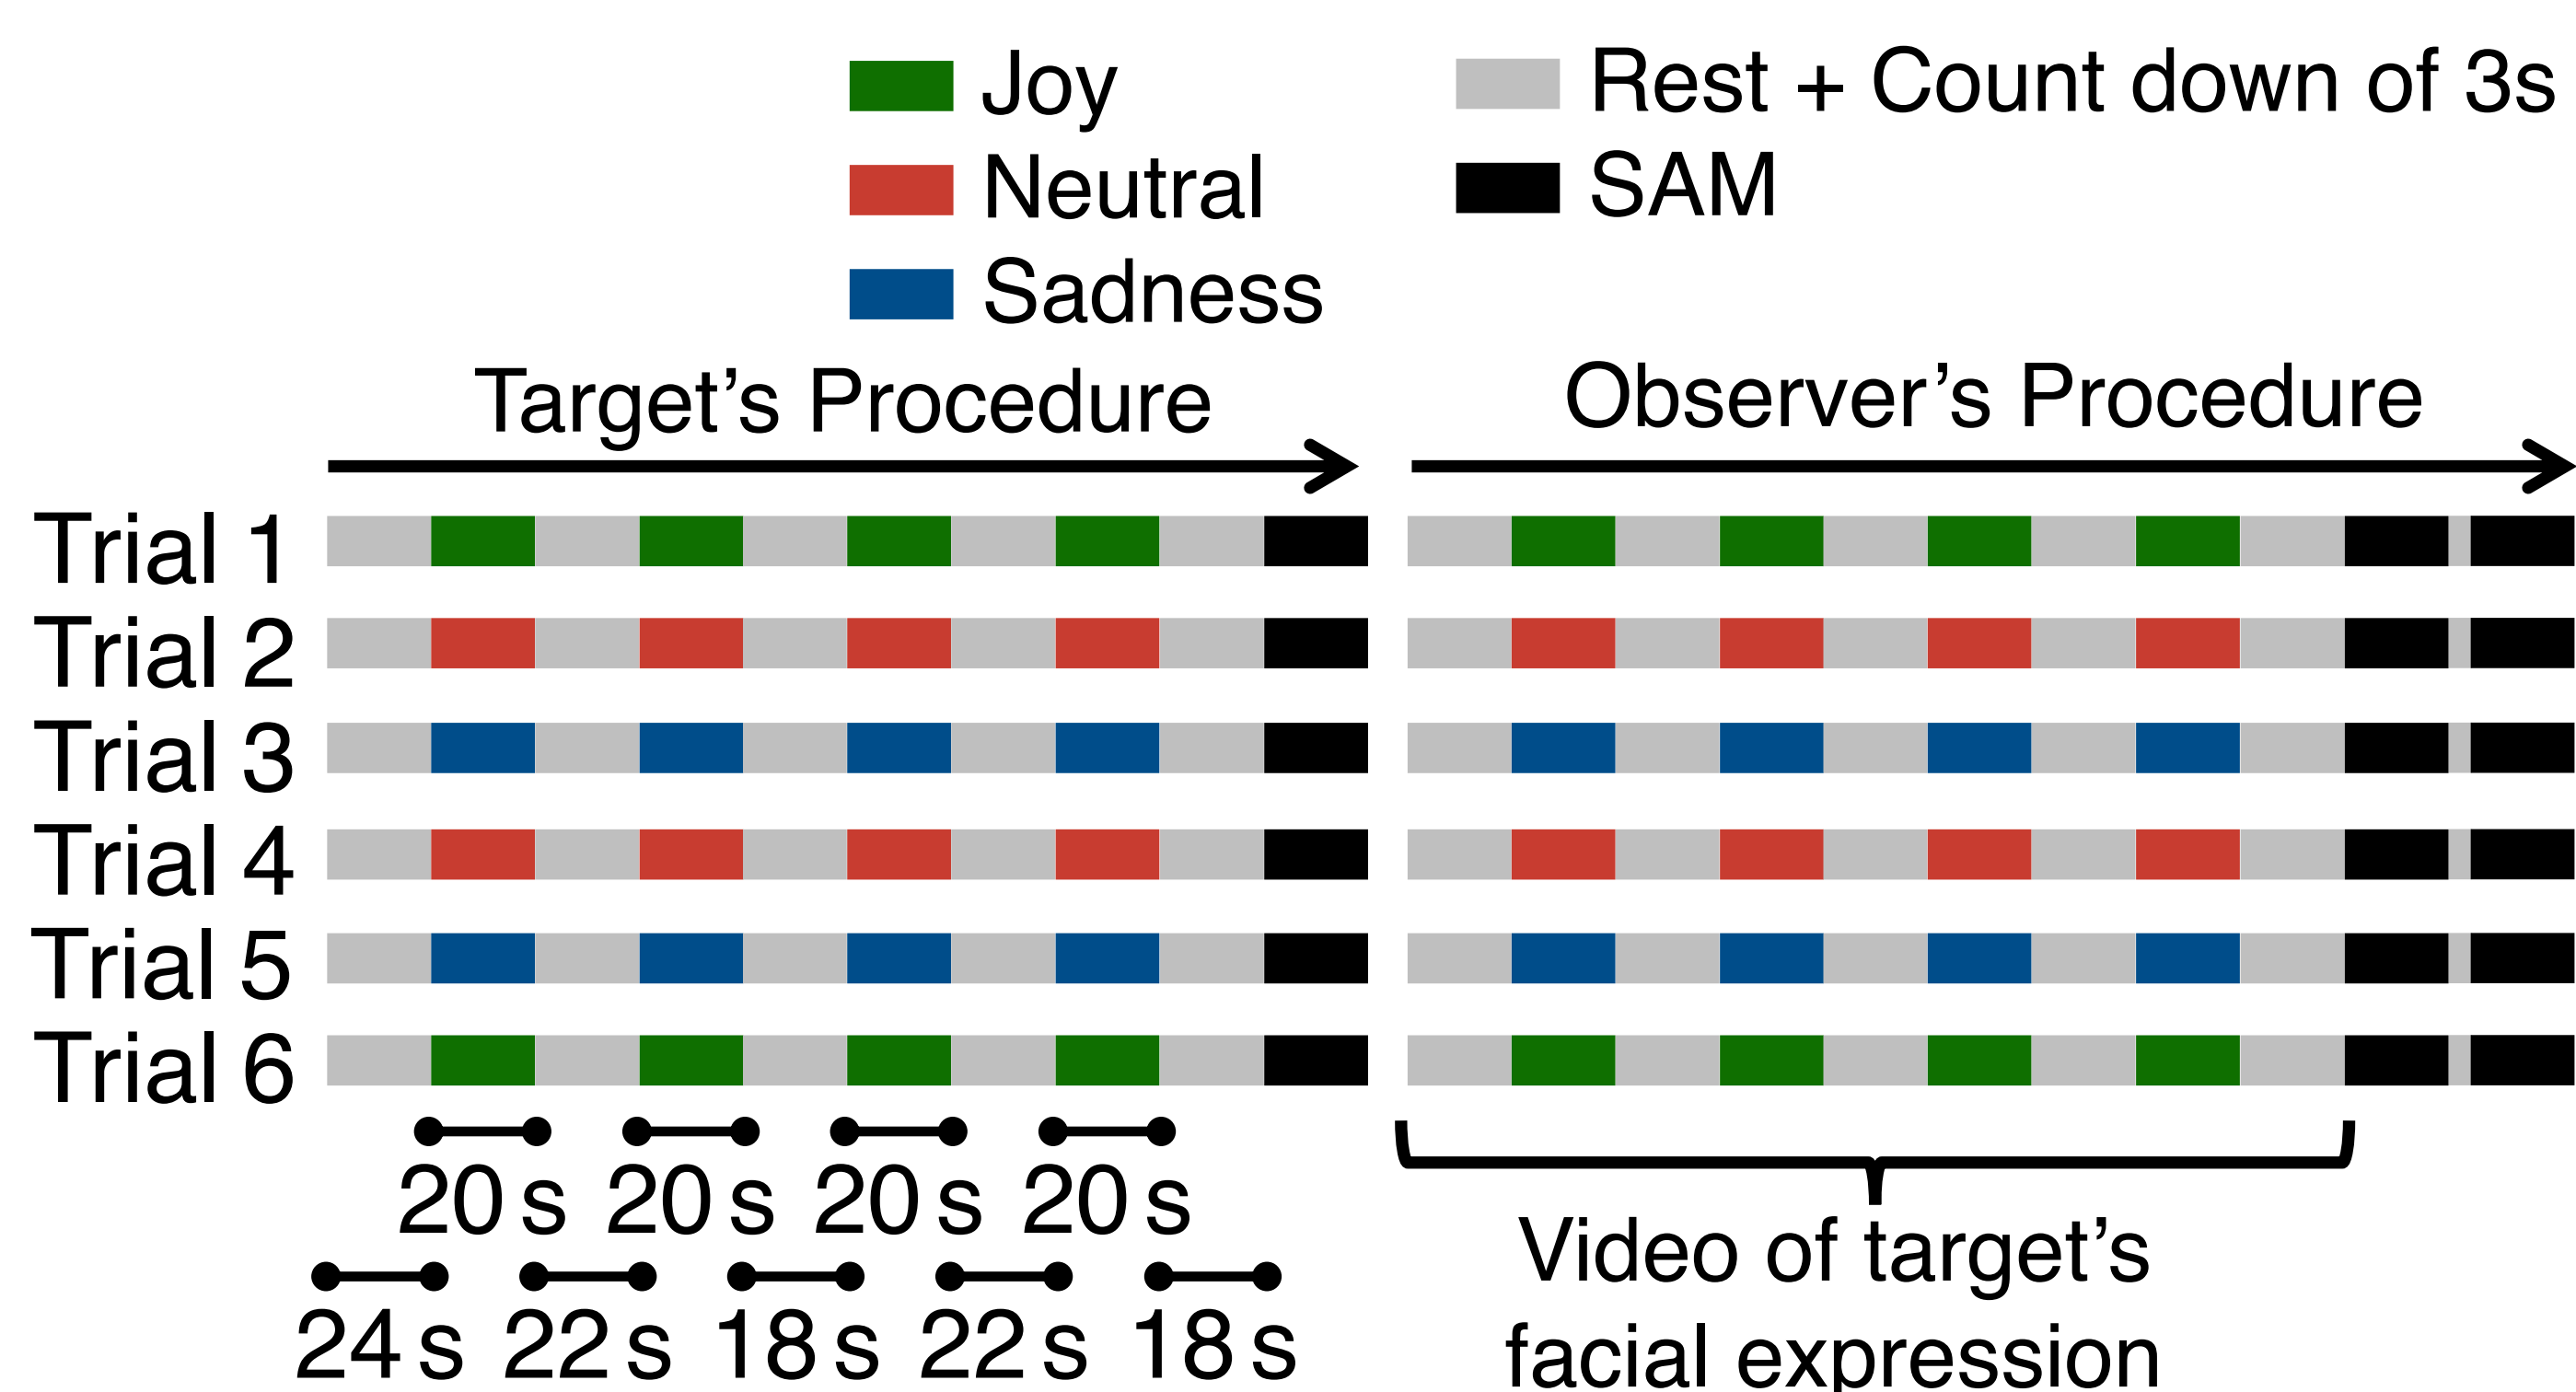 Joy
Neutral
Sadness
Rest + Count down of 3s
SAM
Target’s Procedure
Observer’s Procedure
Trial 1
Trial 2
Trial 3
Trial 4
Trial 5
Trial 6
20 s 20 s 20 s 20 s
24 s 22 s 18 s 22 s 18 s
Video of target’s
facial expression